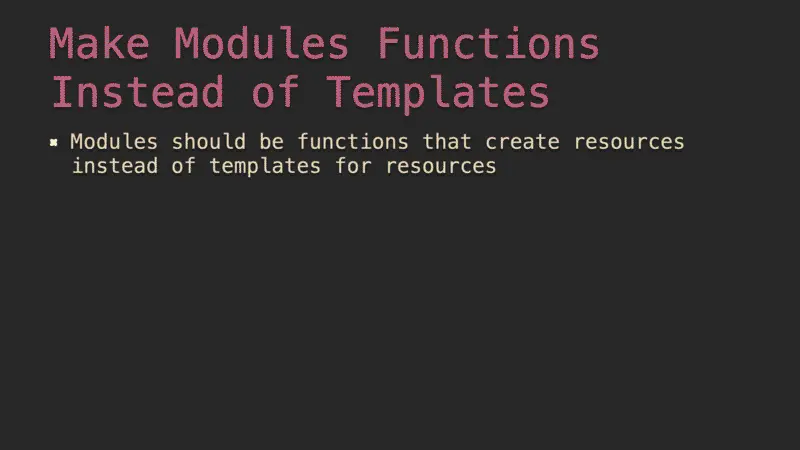 Make Modules Functions
Instead of Templates
Modules should be functions that create resources
instead of templates for resources